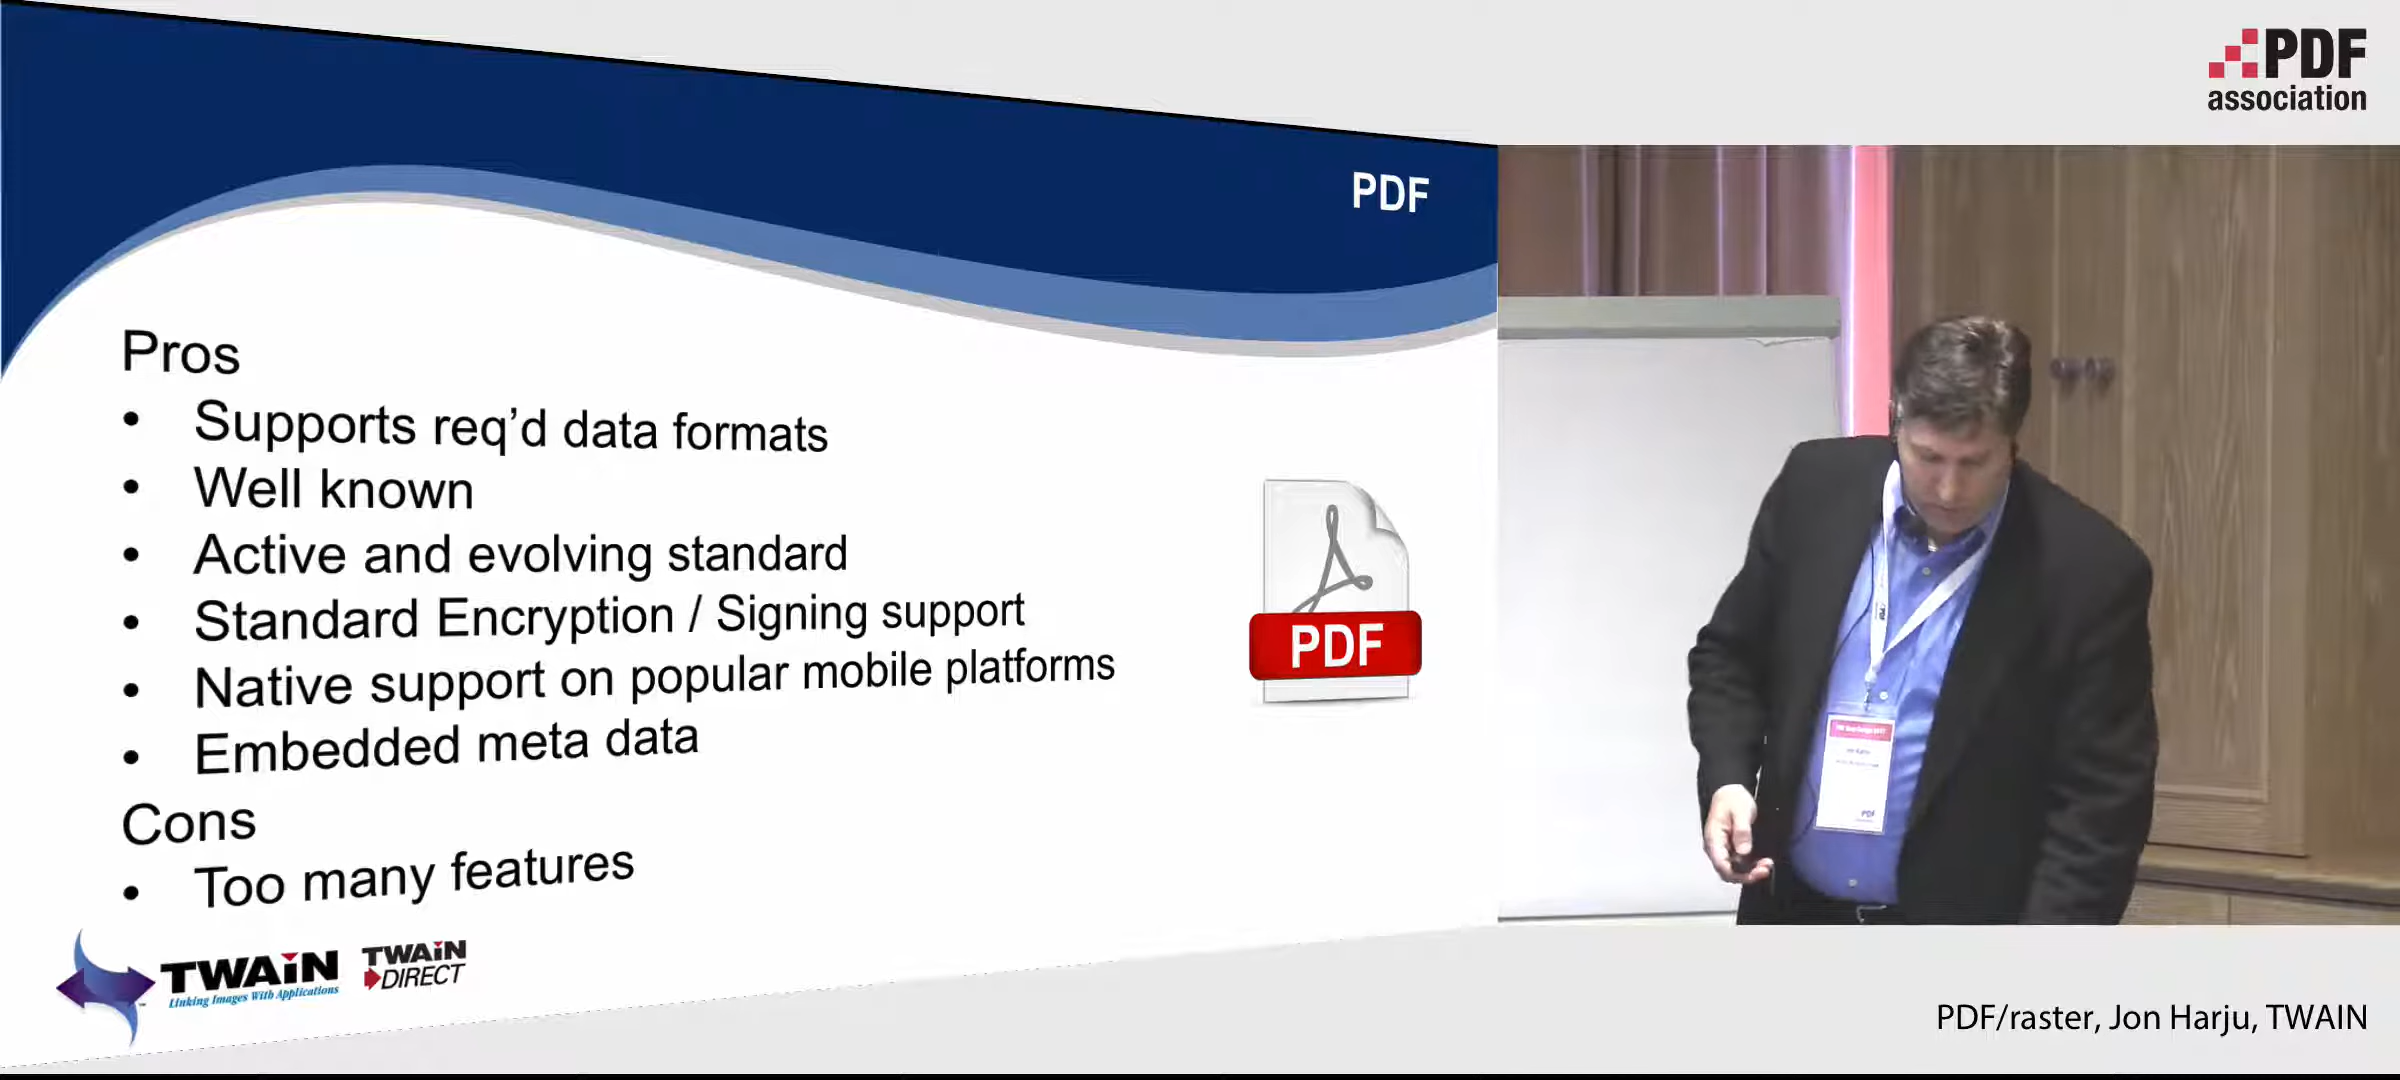 PDF
association
PDF
Pros
• Supports req’d data formats
• Well known
• Active and evolving standard
• Standard Encryption / Signing support
• Native support on popular mobile platforms
• Embedded meta data
Cons
• Too many features
PDF
TWAIN
Linking Images With Applications
TWAIN
DIRECT
PDF
PDF/raster, Jon Harju, TWAIN